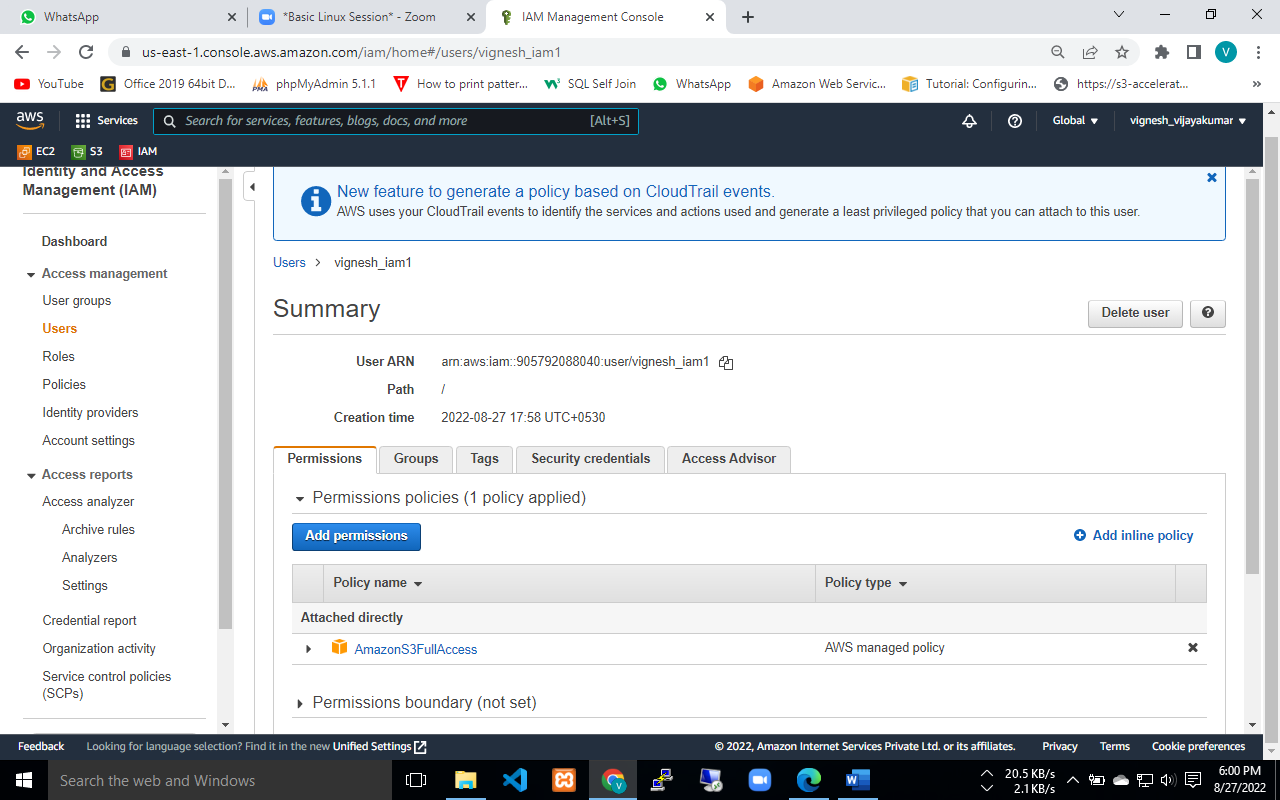 WhatsApp
*Basic Linux Session* - Zoom
IAM Management Console
us-east-1.console.aws.amazon.com/iam/home#/users/vignesh_iam1
V
YouTube
Office 2019 64bit D...
phpMyAdmin 5.1.1
How to print patter...
SQL Self Join
WhatsApp
Amazon Web Servic...
Tutorial: Configurin...
https://s3-accelerat...
aws
Services
Search for services, features, blogs, docs, and more
[Alt+S]
Global
vignesh_vijayakumar
EC2
S3
IAM
Identity and Access
Management (IAM)
Dashboard
Access management
User groups
Users
Roles
Policies
Identity providers
Account settings
Access reports
Access analyzer
Archive rules
Analyzers
Settings
Credential report
Organization activity
Service control policies
(SCPs)
New feature to generate a policy based on CloudTrail events.
AWS uses your CloudTrail events to identify the services and actions used and generate a least privileged policy that you can attach to this user.
Users > vignesh_iam1
Summary
Delete user
User ARN arn:aws:iam::905792088040:user/vignesh_iam1
Path /
Creation time 2022-08-27 17:58 UTC+0530
Permissions
Groups
Tags
Security credentials
Access Advisor
Permissions policies (1 policy applied)
Add permissions
Add inline policy
Policy name
Policy type
Attached directly
AmazonS3FullAccess
AWS managed policy
Permissions boundary (not set)
Feedback
Looking for language selection? Find it in the new Unified Settings
© 2022, Amazon Internet Services Private Ltd. or its affiliates.
Privacy
Terms
Cookie preferences
Search the web and Windows
20.5 KB/s
2.1KB/s
6:00 PM
8/27/2022